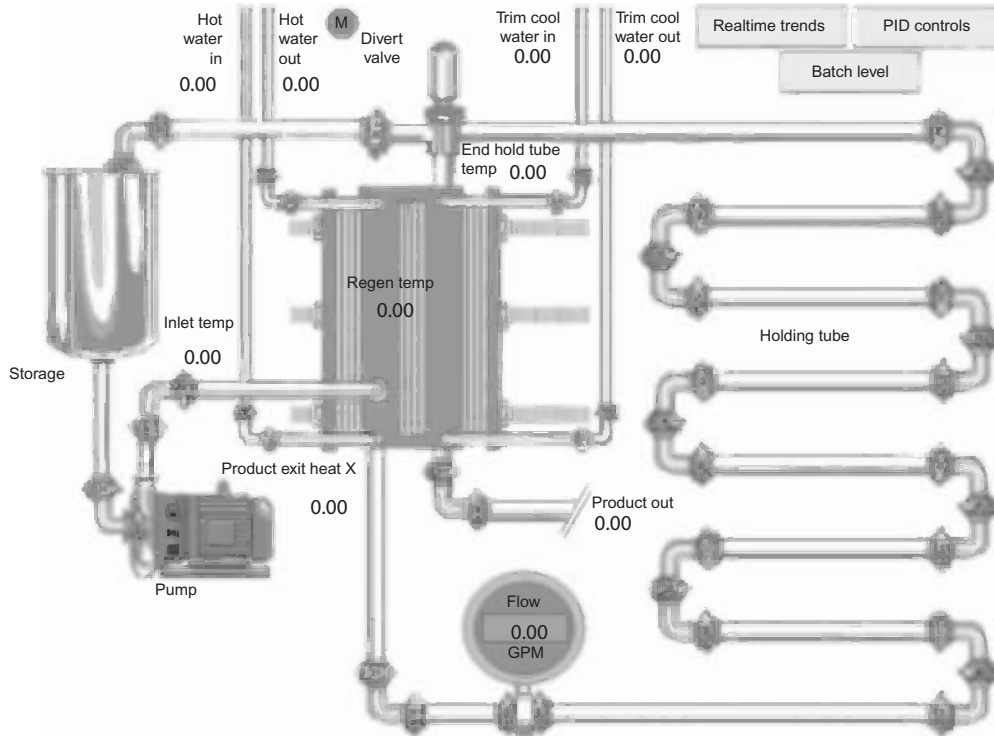 Hot
water
in
0.00
Hot
water
out
0.00
M
Divert
valve
Trim cool
water in
0.00
Trim cool
water out
0.00
Realtime trends
PID controls
Batch level
End hold tube
temp 0.00
Regen temp
0.00
Inlet temp
0.00
Holding tube
Storage
Product exit heat X
0.00
Product out
0.00
Pump
Flow
0.00
GPM